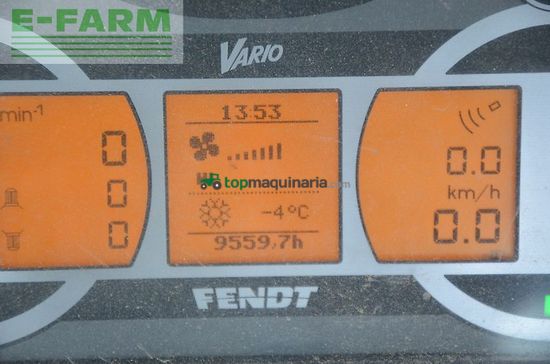 E-FARM
VARIO
min-1
13:53
0
0.0
topmaquinaria.com
0
km/h
-4°C
0
0.0
9559,7h
FENDT